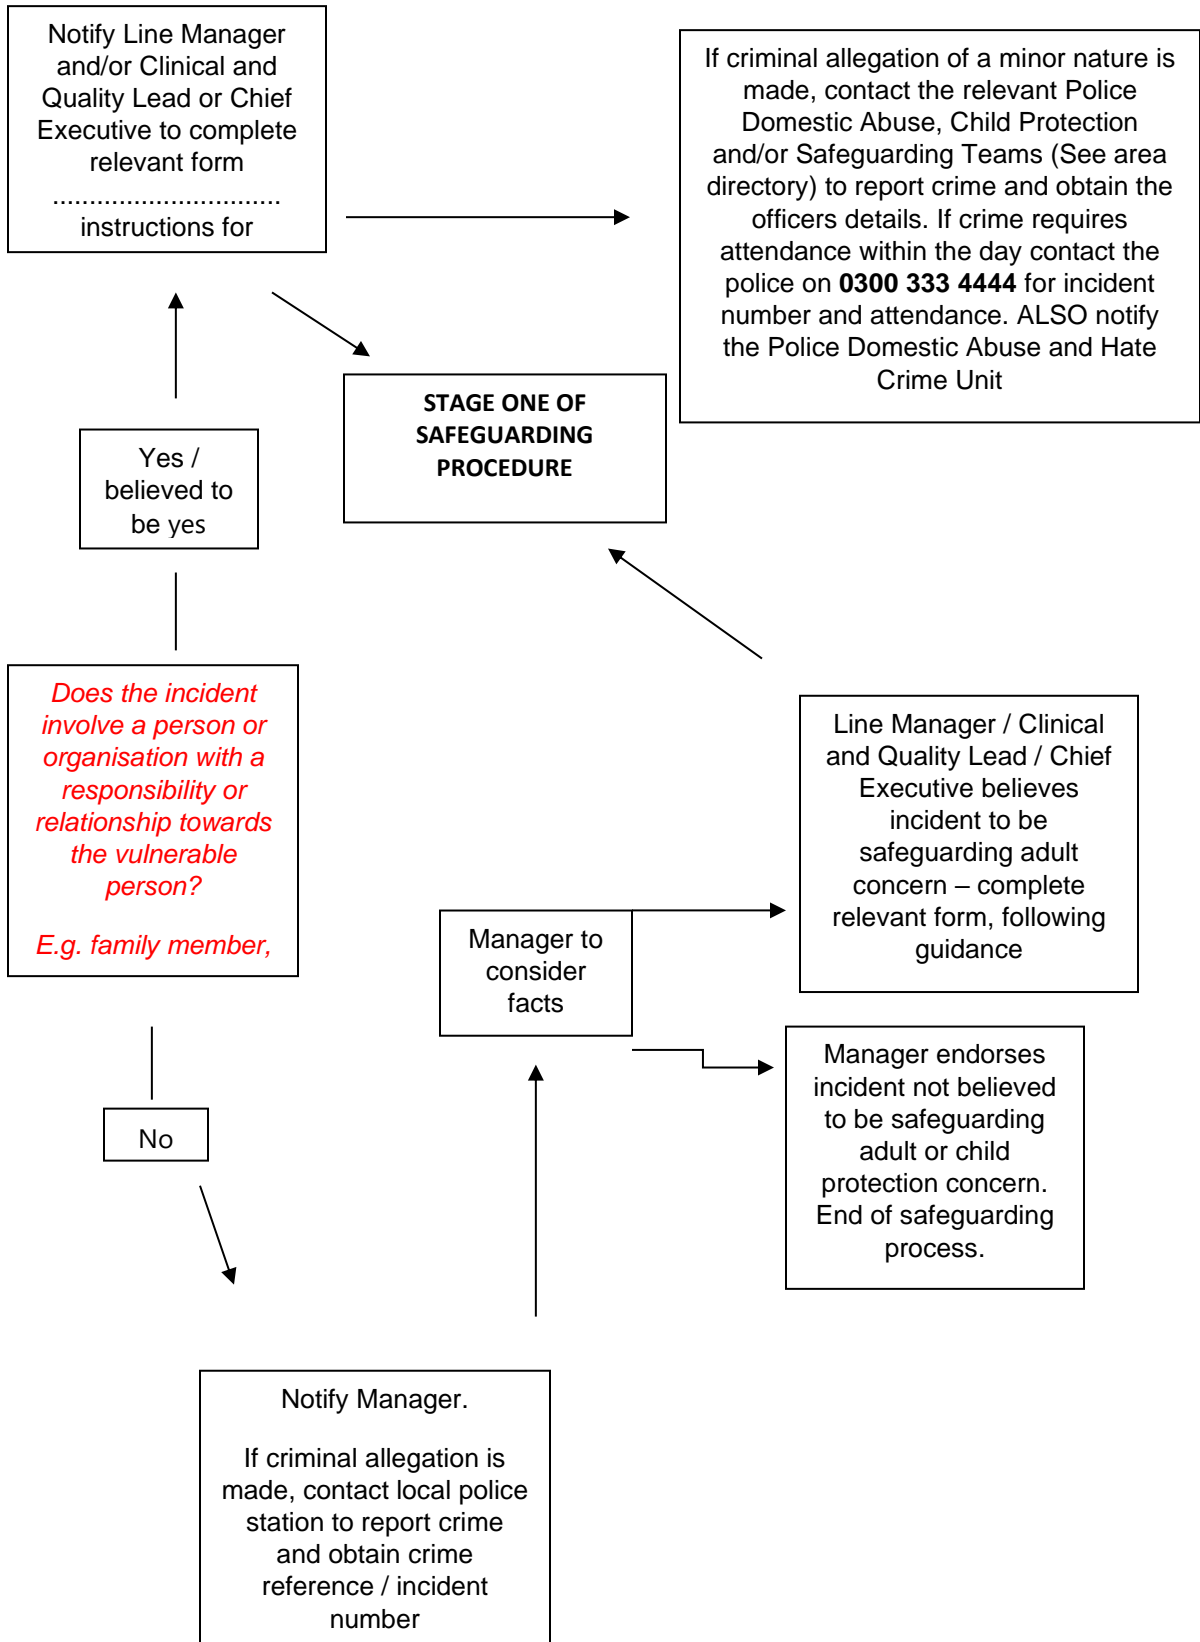 Notify Line Manager
and/or Clinical and
Quality Lead or Chief
Executive to complete
relevant form
...............................
instructions for
If criminal allegation of a minor nature is
made, contact the relevant Police
Domestic Abuse, Child Protection
and/or Safeguarding Teams (See area
directory) to report crime and obtain the
officers details. If crime requires
attendance within the day contact the
police on 0300 333 4444 for incident
number and attendance. ALSO notify
the Police Domestic Abuse and Hate
Crime Unit
STAGE ONE OF
SAFEGUARDING
PROCEDURE
Yes /
believed to
be yes
Does the incident
involve a person or
organisation with a
responsibility or
relationship towards
the vulnerable
person?
E.g. family member,
Line Manager / Clinical
and Quality Lead / Chief
Executive believes
incident to be
safeguarding adult
concern – complete
relevant form, following
guidance
Manager to
consider
facts
Manager endorses
incident not believed
to be safeguarding
adult or child
protection concern.
End of safeguarding
process.
No
Notify Manager.
If criminal allegation is
made, contact local police
station to report crime
and obtain crime
reference / incident
number